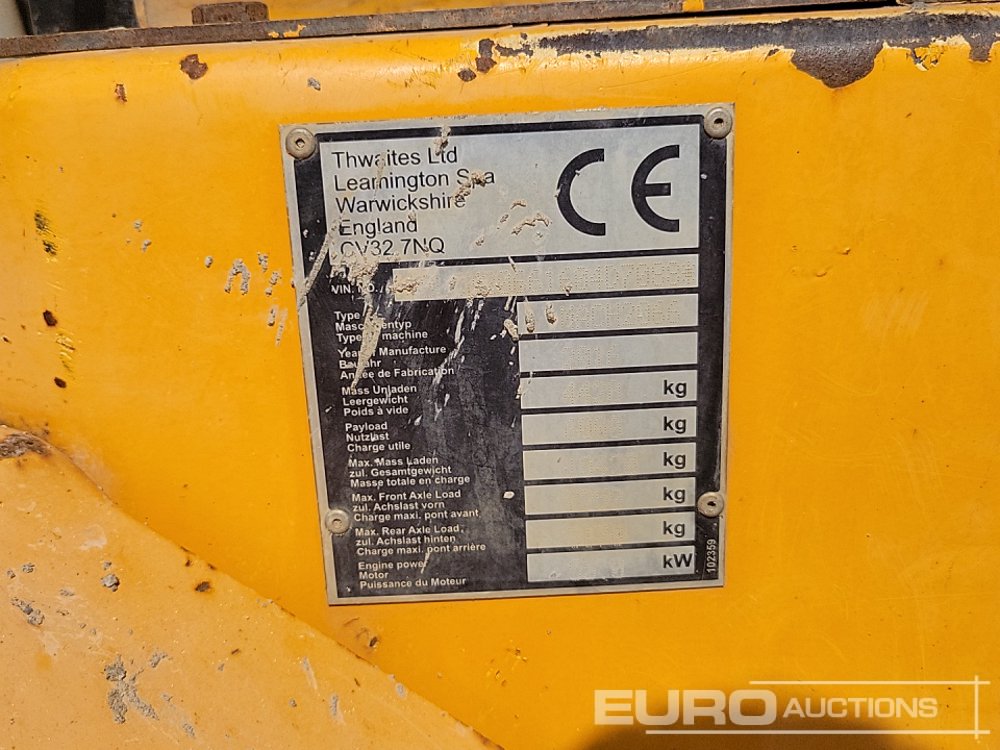 Thwaites Ltd
Leamington Spa
Warwickshire
England
CV32 7NQ
CE
VIN. NO.
Type
Maschinentyp
Type de machine
Year of Manufacture
Baujahr
Année de Fabrication
Mass Unladen kg
Leergewicht
Poids à vide
Payload kg
Nutzlast
Charge utile
Max. Mass Laden kg
zul. Gesamtgewicht
Masse totale en charge
Max. Front Axle Load kg
zul. Achslast vorn
Charge maxi. pont avant
Max. Rear Axle Load kg
zul. Achslast hinten
Charge maxi. pont arrière
Engine power kW
Motor
Puissance du Moteur
102359
EURO AUCTIONS